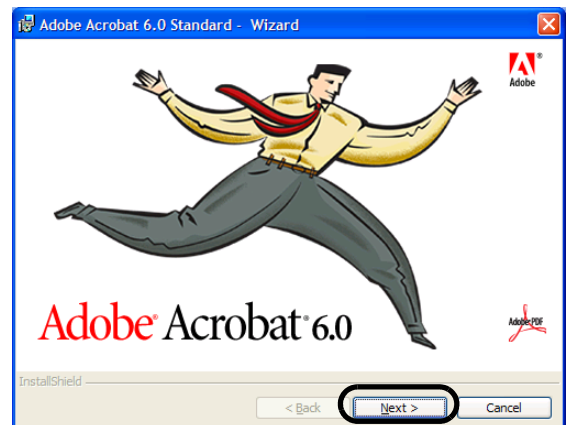 Adobe Acrobat 6.0 Standard - Wizard
Adobe
Adobe® Acrobat® 6.0
Adobe PDF
InstallShield
< Back Next > Cancel